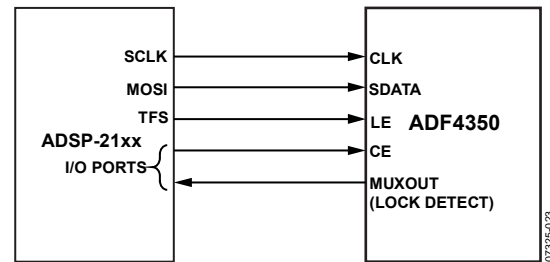 SCLK
MOSI
TFS
ADSP-21xx
I/O PORTS
CLK
SDATA
LE
ADF4350
CE
MUXOUT
(LOCK DETECT)
07325-023